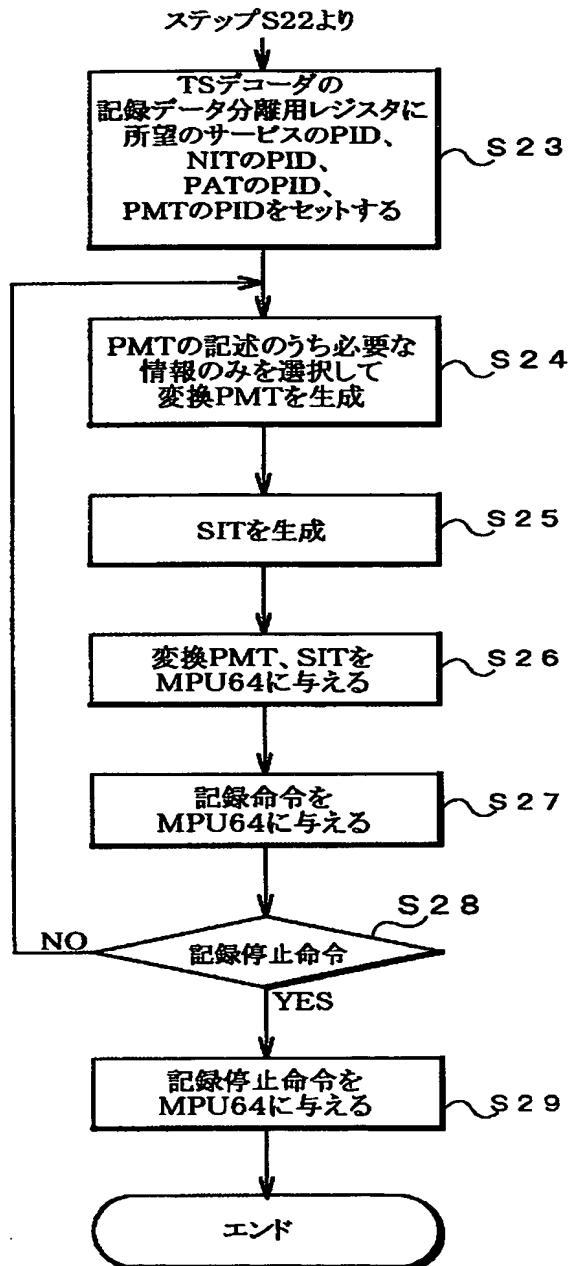 ステップS22より
TSデコーダの
記録データ分離用レジスタに
所望のサービスのPID、
NITのPID、
PATのPID、
PMTのPIDをセットする
S23
PMTの記述のうち必要な
情報のみを選択して
変換PMTを生成
S24
SITを生成
S25
変換PMT、SITを
MPU64に与える
S26
記録命令を
MPU64に与える
S27
S28
NO
記録停止命令
YES
記録停止命令を
MPU64に与える
S29
エンド